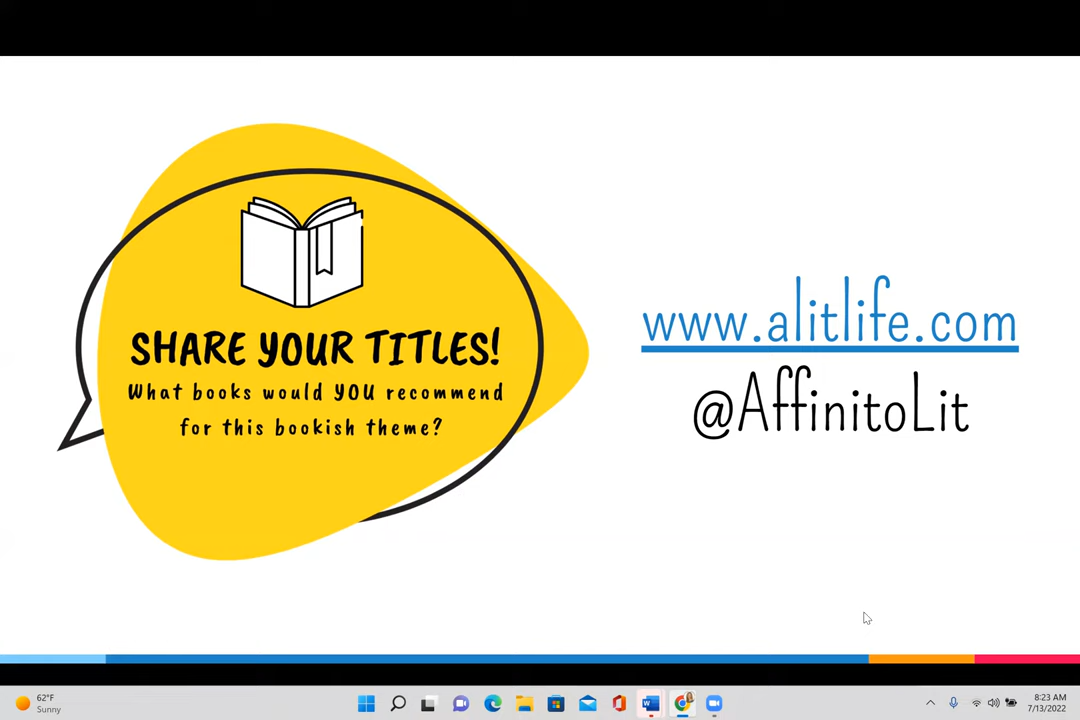 SHARE YOUR TITLES!
What books would YOU recommend
for this bookish theme?
www.alitlife.com
@AffinitoLit
62°F
Sunny
8:23 AM
7/13/2022